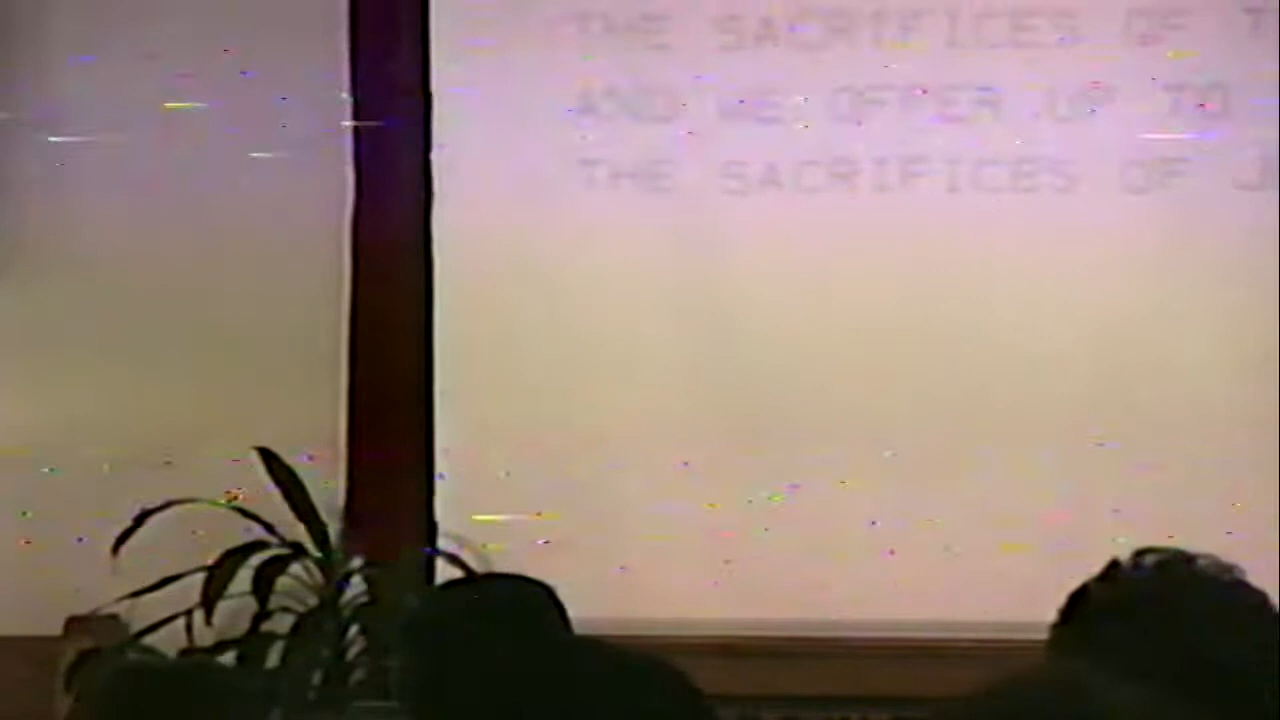 THE SACRIFICES OF T
AND WE OFFER UP TO
THE SACRIFICES OF J